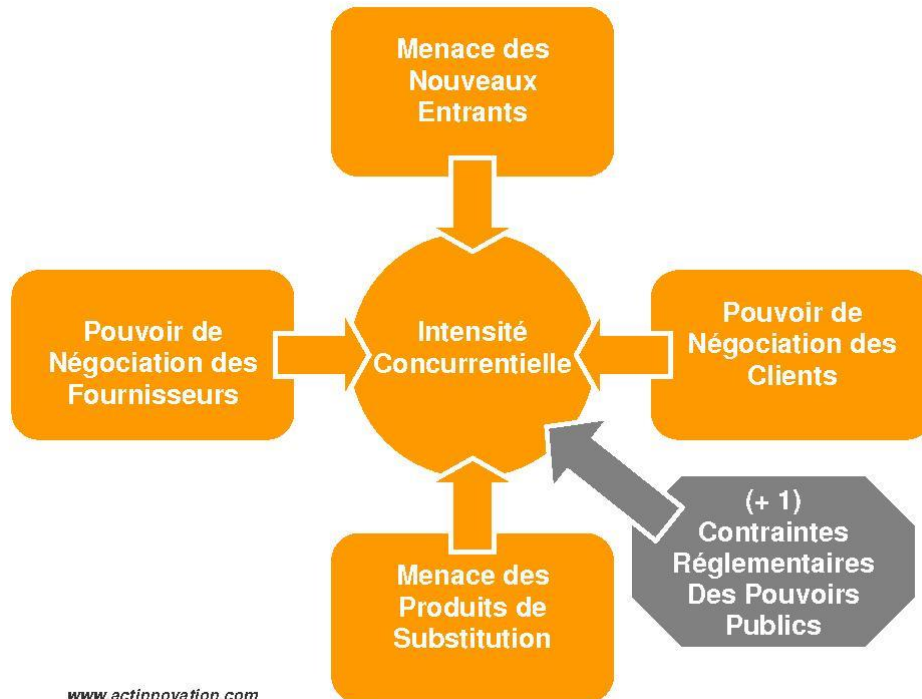 Menace des
Nouveaux
Entrants
Pouvoir de
Négociation des
Fournisseurs
Intensité
Concurrentielle
Pouvoir de
Négociation des
Clients
(+ 1)
Contraintes
Réglementaires
Des Pouvoirs
Publics
Menace des
Produits de
Substitution
www.actinnovation.com